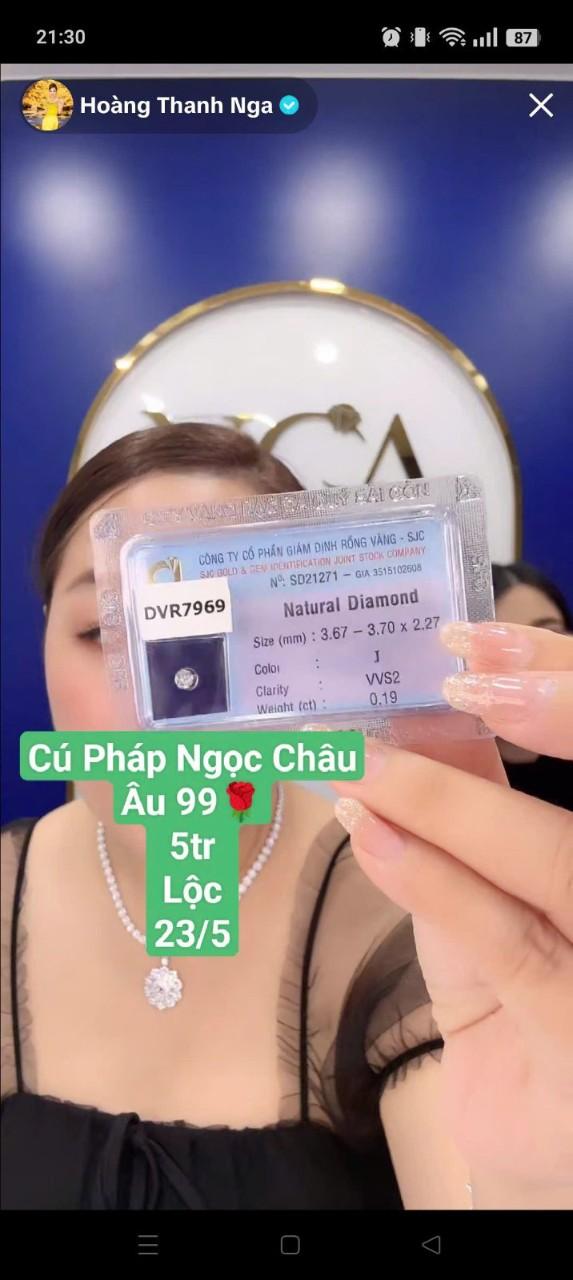 21:30
87
Hoàng Thanh Nga
CÔNG TY CỔ PHẦN GIÁM ĐỊNH RỒNG VÀNG - SJC
SJC GOLD & GEM IDENTIFICATION JOINT STOCK COMPANY
Nº: SD21271 – GIA 3515102608
DVR7969
Natural Diamond
Size (mm) : 3.67 – 3.70 x 2.27
Color : J
Clarity : VVS2
Weight (ct) : 0.19
Cú Pháp Ngọc Châu
Âu 99🌹
5tr
Lộc
23/5